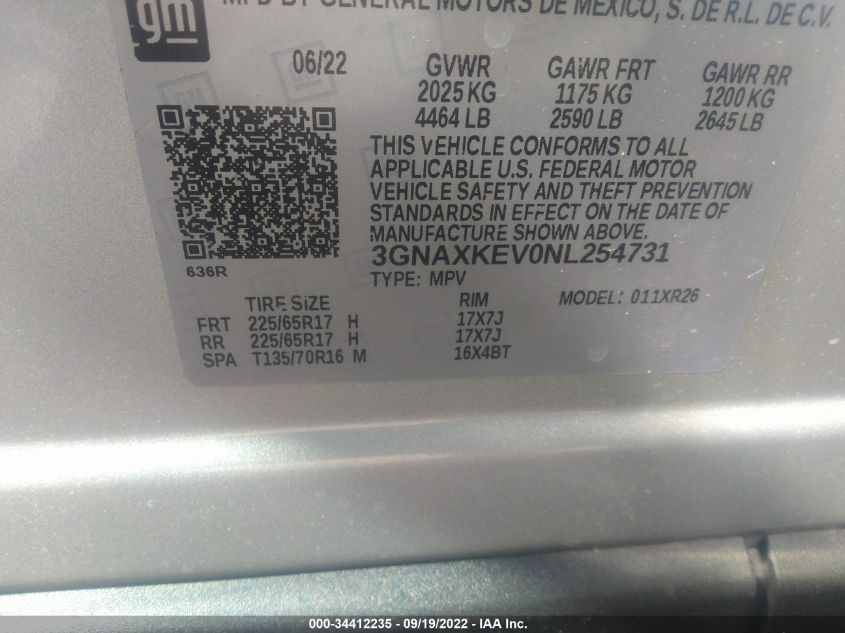 gm
MFD BY GENERAL MOTORS DE MEXICO, S. DE R.L. DE C.V.
06/22 GVWR GAWR FRT GAWR RR
2025 KG 1175 KG 1200 KG
4464 LB 2590 LB 2645 LB
THIS VEHICLE CONFORMS TO ALL
APPLICABLE U.S. FEDERAL MOTOR
VEHICLE SAFETY AND THEFT PREVENTION
STANDARDS IN EFFECT ON THE DATE OF
MANUFACTURE SHOWN ABOVE.
3GNAXKEV0NL254731
636R
TYPE: MPV
TIRE SIZE RIM MODEL: 011XR26
FRT 225/65R17 H 17X7J
RR 225/65R17 H 17X7J
SPA T135/70R16 M 16X4BT
000-34412235 - 09/19/2022 - IAA Inc.